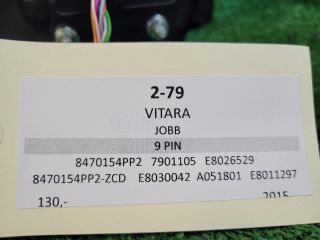 2-79
VITARA
JOBB
9 PIN
8470154PP2 7901105 E8026529
8470154PP2-ZCD E8030042 A051801 E8011297
130,- 2015-